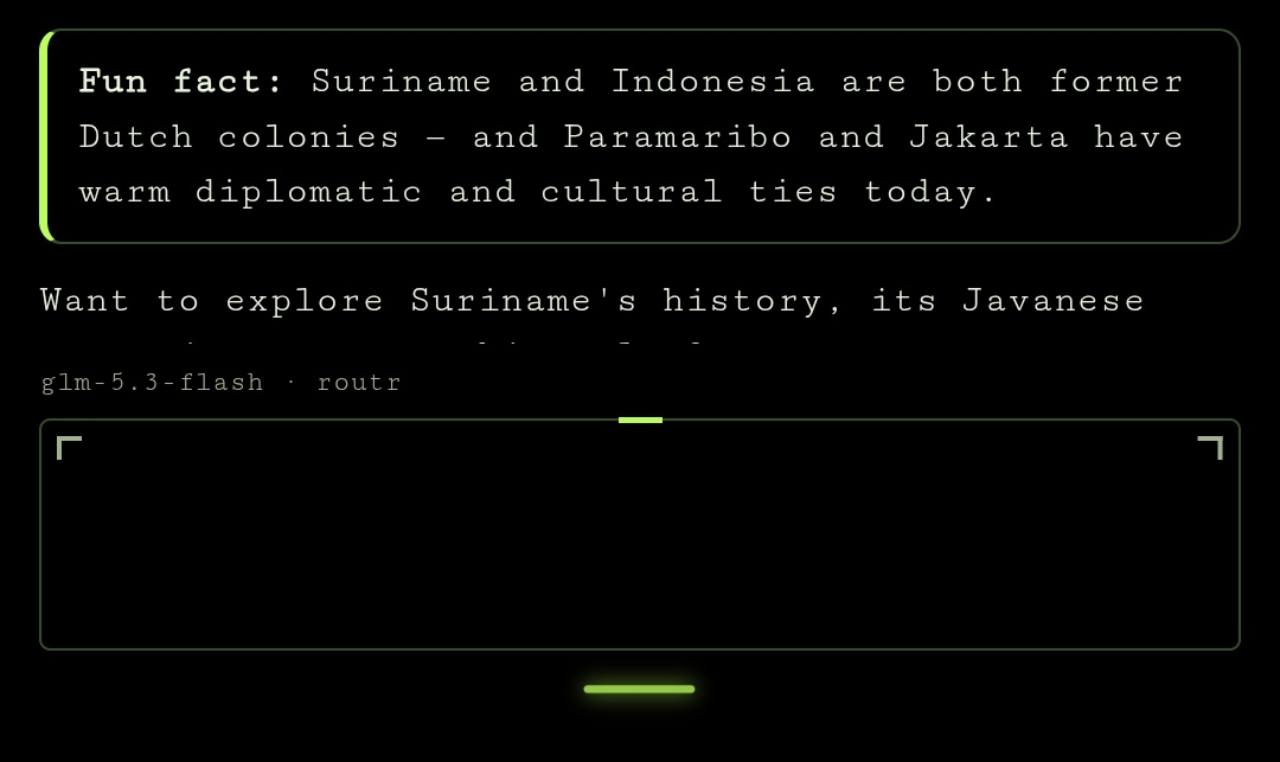 Fun fact: Suriname and Indonesia are both former
Dutch colonies — and Paramaribo and Jakarta have
warm diplomatic and cultural ties today.
Want to explore Suriname's history, its Javanese
glm-5.3-flash · routr